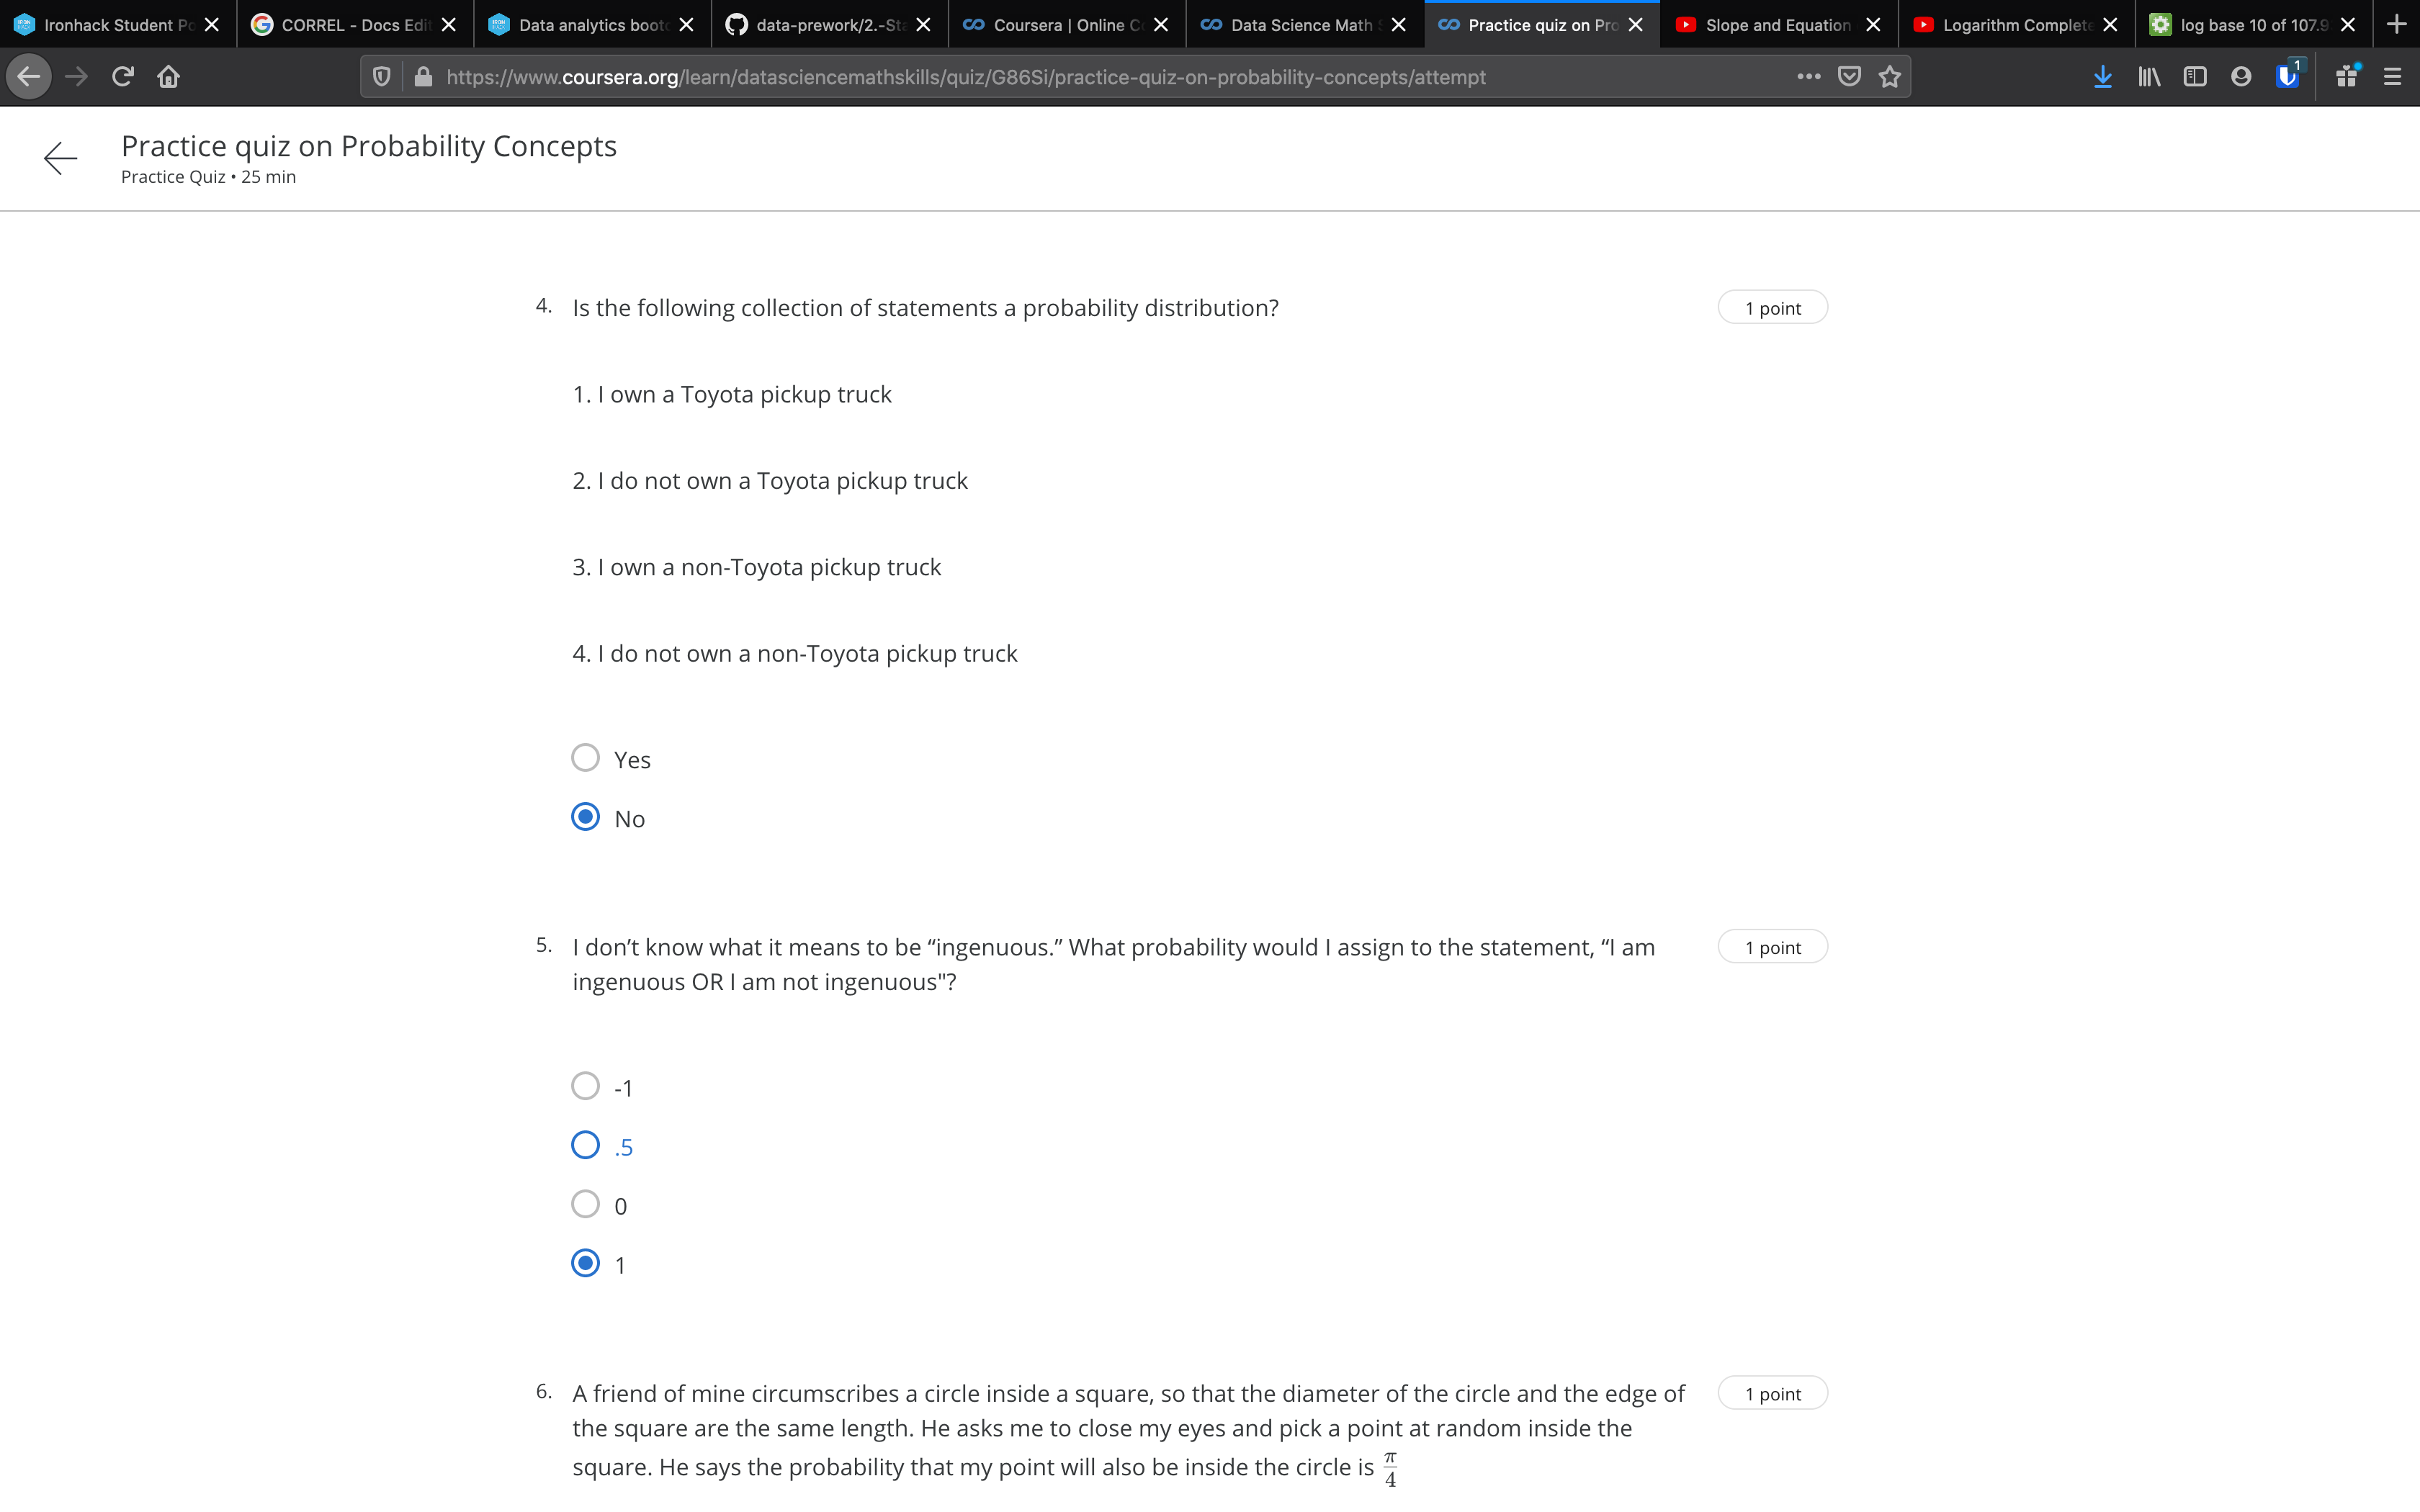 Ironhack Student Po
CORREL - Docs Edit
Data analytics boot
data-prework/2.-Sta
Coursera | Online Co
Data Science Math S
Practice quiz on Pro
Slope and Equation
Logarithm Complete
log base 10 of 107.9
https://www.coursera.org/learn/datasciencemathskills/quiz/G86Si/practice-quiz-on-probability-concepts/attempt
1
Practice quiz on Probability Concepts
Practice Quiz • 25 min
4. Is the following collection of statements a probability distribution?
1 point
1. I own a Toyota pickup truck
2. I do not own a Toyota pickup truck
3. I own a non-Toyota pickup truck
4. I do not own a non-Toyota pickup truck
Yes
No
5. I don’t know what it means to be “ingenuous.” What probability would I assign to the statement, “I am
1 point
ingenuous OR I am not ingenuous"?
-1
.5
0
1
6. A friend of mine circumscribes a circle inside a square, so that the diameter of the circle and the edge of
1 point
the square are the same length. He asks me to close my eyes and pick a point at random inside the
square. He says the probability that my point will also be inside the circle is π/4